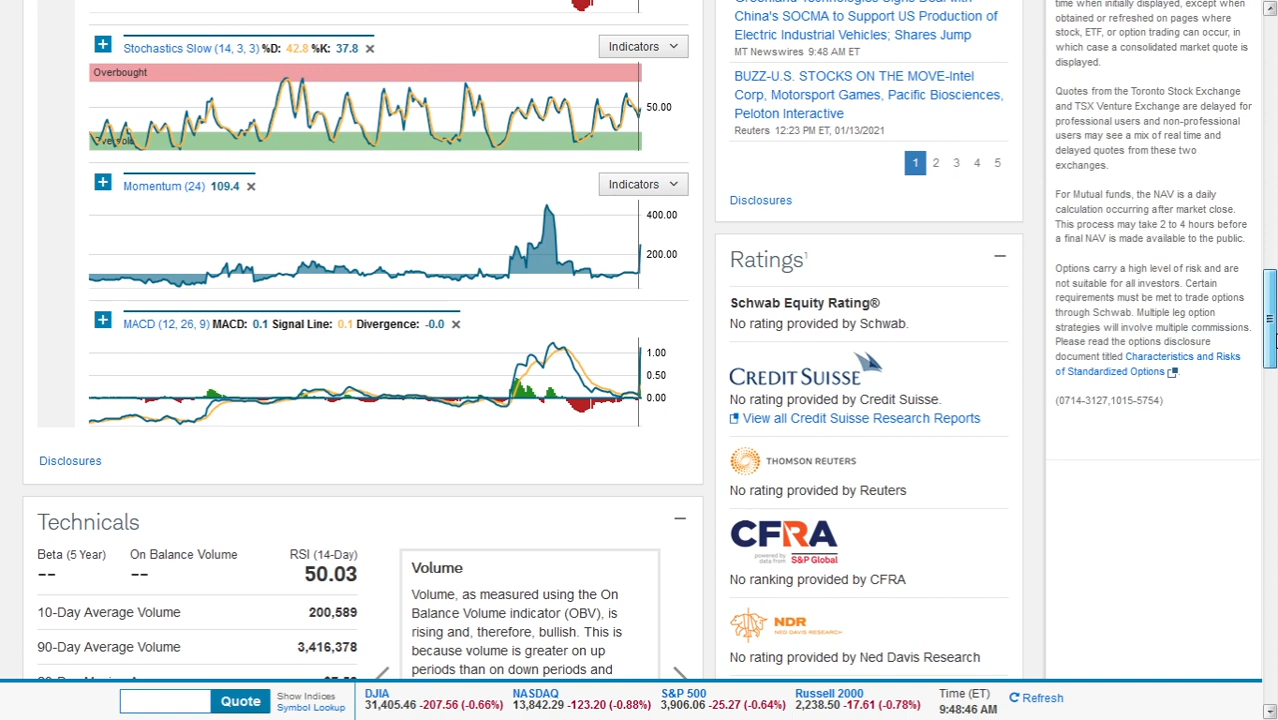 Stochastics Slow (14, 3, 3) %D: 42.8 %K: 37.8
Indicators
Overbought
50.00
Momentum (24) 109.4
Indicators
400.00
200.00
MACD (12, 26, 9) MACD: 0.1 Signal Line: 0.1 Divergence: -0.0
1.00
0.50
0.00
Disclosures
Technicals
Beta (5 Year)
--
On Balance Volume
--
RSI (14-Day)
50.03
10-Day Average Volume 200,589
90-Day Average Volume 3,416,378
Volume
Volume, as measured using the On
Balance Volume indicator (OBV), is
rising and, therefore, bullish. This is
because volume is greater on up
periods than on down periods and
China's SOCMA to Support US Production of
Electric Industrial Vehicles; Shares Jump
MT Newswires 9:48 AM ET
BUZZ-U.S. STOCKS ON THE MOVE-Intel
Corp, Motorsport Games, Pacific Biosciences,
Peloton Interactive
Reuters 12:23 PM ET, 01/13/2021
1 2 3 4 5
Disclosures
Ratings1
Schwab Equity Rating®
No rating provided by Schwab.
CREDIT SUISSE
No rating provided by Credit Suisse.
View all Credit Suisse Research Reports
THOMSON REUTERS
No rating provided by Reuters
CFRA
powered by
data from S&P Global
No ranking provided by CFRA
NDR
NED DAVIS RESEARCH
No rating provided by Ned Davis Research
time when initially displayed, except when
obtained or refreshed on pages where
stock, ETF, or option trading can occur, in
which case a consolidated market quote is
displayed.
Quotes from the Toronto Stock Exchange
and TSX Venture Exchange are delayed for
professional users and non-professional
users may see a mix of real time and
delayed quotes from these two
exchanges.
For Mutual funds, the NAV is a daily
calculation occurring after market close.
This process may take 2 to 4 hours before
a final NAV is made available to the public.
Options carry a high level of risk and are
not suitable for all investors. Certain
requirements must be met to trade options
through Schwab. Multiple leg option
strategies will involve multiple commissions.
Please read the options disclosure
document titled Characteristics and Risks
of Standardized Options
(0714-3127,1015-5754)
Quote
Show Indices
Symbol Lookup
DJIA
31,405.46 -207.56 (-0.66%)
NASDAQ
13,842.29 -123.20 (-0.88%)
S&P 500
3,906.06 -25.27 (-0.64%)
Russell 2000
2,238.50 -17.61 (-0.78%)
Time (ET)
9:48:46 AM
Refresh